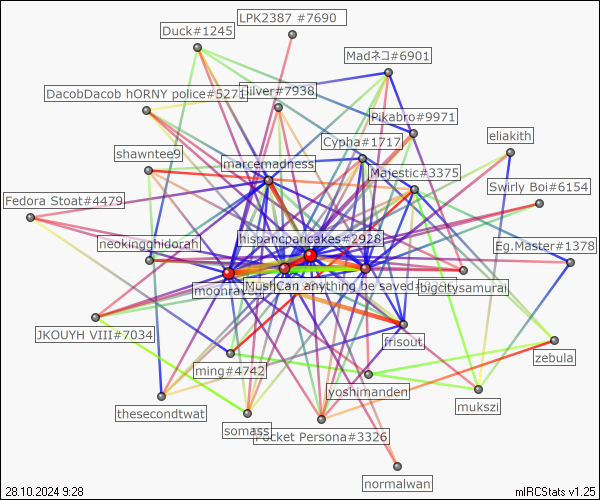 LPK2387 #7690
Duck#1245
Madネコ#6901
DacobDacob hORNY police#5271
Silver#7938
Pikabro#9971
eliakith
Cypha#1717
shawntee9
marcemadness
Majestic#3375
Swirly Boi#6154
Fedora Stoat#4479
hispancpancakes#2928
neokingghidorah
Eg.Master#1378
MushCan anything be saved
bigcitysamurai
JKOUYH VIII#7034
frisout
zebula
ming#4742
yoshimanden
mukszi
thesecondtwat
somass
Pocket Persona#3326
normalwan
28.10.2024 9:28
mIRCStats v1.25